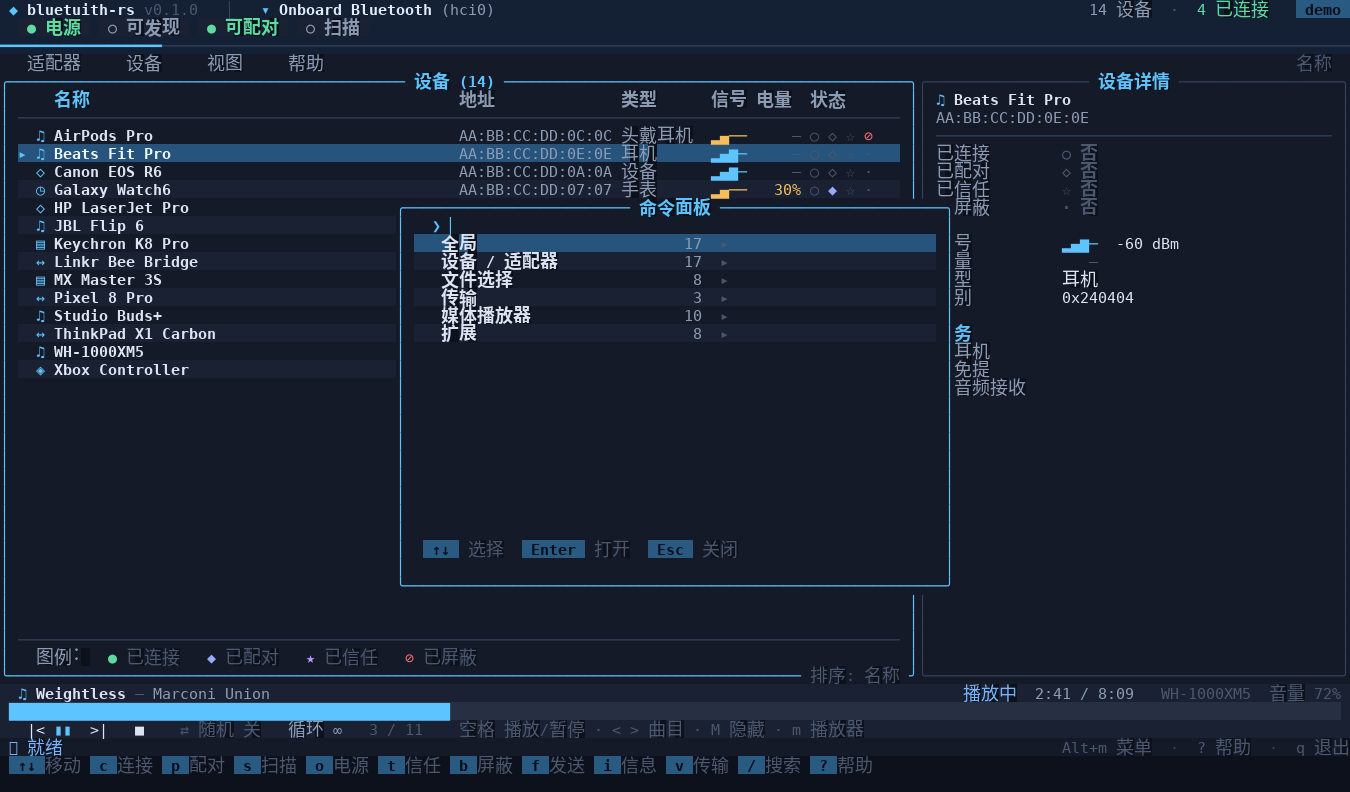 ◆ bluetuith-rs v0.1.0 │ ▾ Onboard Bluetooth (hci0) 14 设备 · 4 已连接 demo
● 电源 ○ 可发现 ● 可配对 ○ 扫描
适配器 设备 视图 帮助 名称
设备 (14) 设备详情
名称 地址 类型 信号 电量 状态 ♫ Beats Fit Pro
AA:BB:CC:DD:0E:0E
♫ AirPods Pro AA:BB:CC:DD:0C:0C 头戴耳机 — ○ ◇ ☆ ⊘
▸ ♫ Beats Fit Pro AA:BB:CC:DD:0E:0E 耳机 — ○ ◇ ☆ · 已连接 ○ 否
◇ Canon EOS R6 AA:BB:CC:DD:0A:0A 设备 — ○ ◇ ☆ · 已配对 ◇ 否
◷ Galaxy Watch6 AA:BB:CC:DD:07:07 手表 30% ○ ◆ ☆ · 已信任 ☆ 否
◇ HP LaserJet Pro 命令面板 屏蔽 · 否
♫ JBL Flip 6 ❯
▤ Keychron K8 Pro 全局 17 ▸ 号 -60 dBm
↔ Linkr Bee Bridge 设备 / 适配器 17 ▸ 量 —
▤ MX Master 3S 文件选择 8 ▸ 型 耳机
↔ Pixel 8 Pro 传输 3 ▸ 别 0x240404
♫ Studio Buds+ 媒体播放器 10 ▸
↔ ThinkPad X1 Carbon 扩展 8 ▸ 务
♫ WH-1000XM5 耳机
◈ Xbox Controller 免提
音频接收
↑↓ 选择 Enter 打开 Esc 关闭
图例: ● 已连接 ◆ 已配对 ★ 已信任 ⊘ 已屏蔽
排序: 名称
♫ Weightless — Marconi Union 播放中 2:41 / 8:09 WH-1000XM5 音量 72%
|< ▮▮ >| ■ ⇄ 随机 关 循环 ∞ 3 / 11 空格 播放/暂停 · < > 曲目 · M 隐藏 · m 播放器
就绪 Alt+m 菜单 · ? 帮助 · q 退出
↑↓ 移动 c 连接 p 配对 s 扫描 o 电源 t 信任 b 屏蔽 f 发送 i 信息 v 传输 / 搜索 ? 帮助